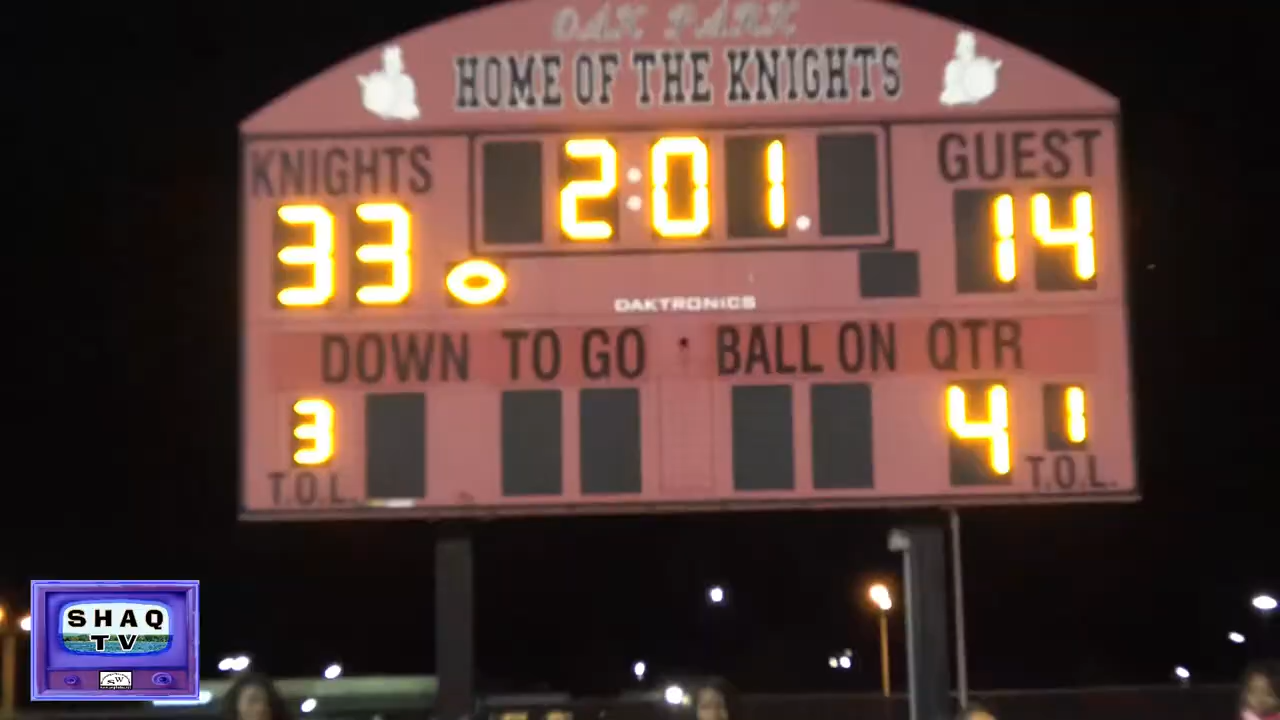 OAK PARK
HOME OF THE KNIGHTS
KNIGHTS
2:01.
GUEST
33
14
DAKTRONICS
DOWN TO GO BALL ON QTR
3
4
1
T.O.L.
T.O.L.
SHAQ
TV